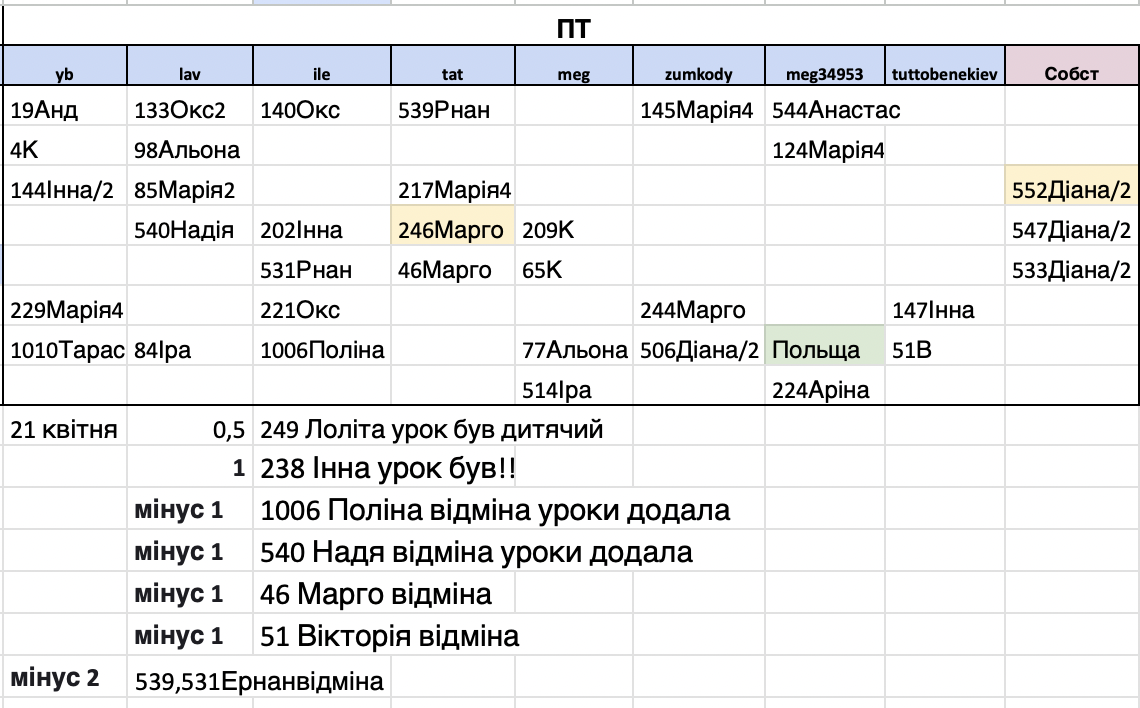 ПТ
yb lav ile tat meg zumkody meg34953 tuttobenekiev Собст
19Анд 133Окс2 140Окс 539Рнан 145Марія4 544Анастас
4К 98Альона 124Марія4
144Інна/2 85Марія2 217Марія4 552Діана/2
540Надія 202Інна 246Марго 209К 547Діана/2
531Рнан 46Марго 65К 533Діана/2
229Марія4 221Окс 244Марго 147Інна
1010Тарас 84Іра 1006Поліна 77Альона 506Діана/2 Польща 51В
514Іра 224Аріна
21 квітня 0,5 249 Лоліта урок був дитячий
1 238 Інна урок був!!
мінус 1 1006 Поліна відміна уроки додала
мінус 1 540 Надя відміна уроки додала
мінус 1 46 Марго відміна
мінус 1 51 Вікторія відміна
мінус 2 539,531Ернанвідміна